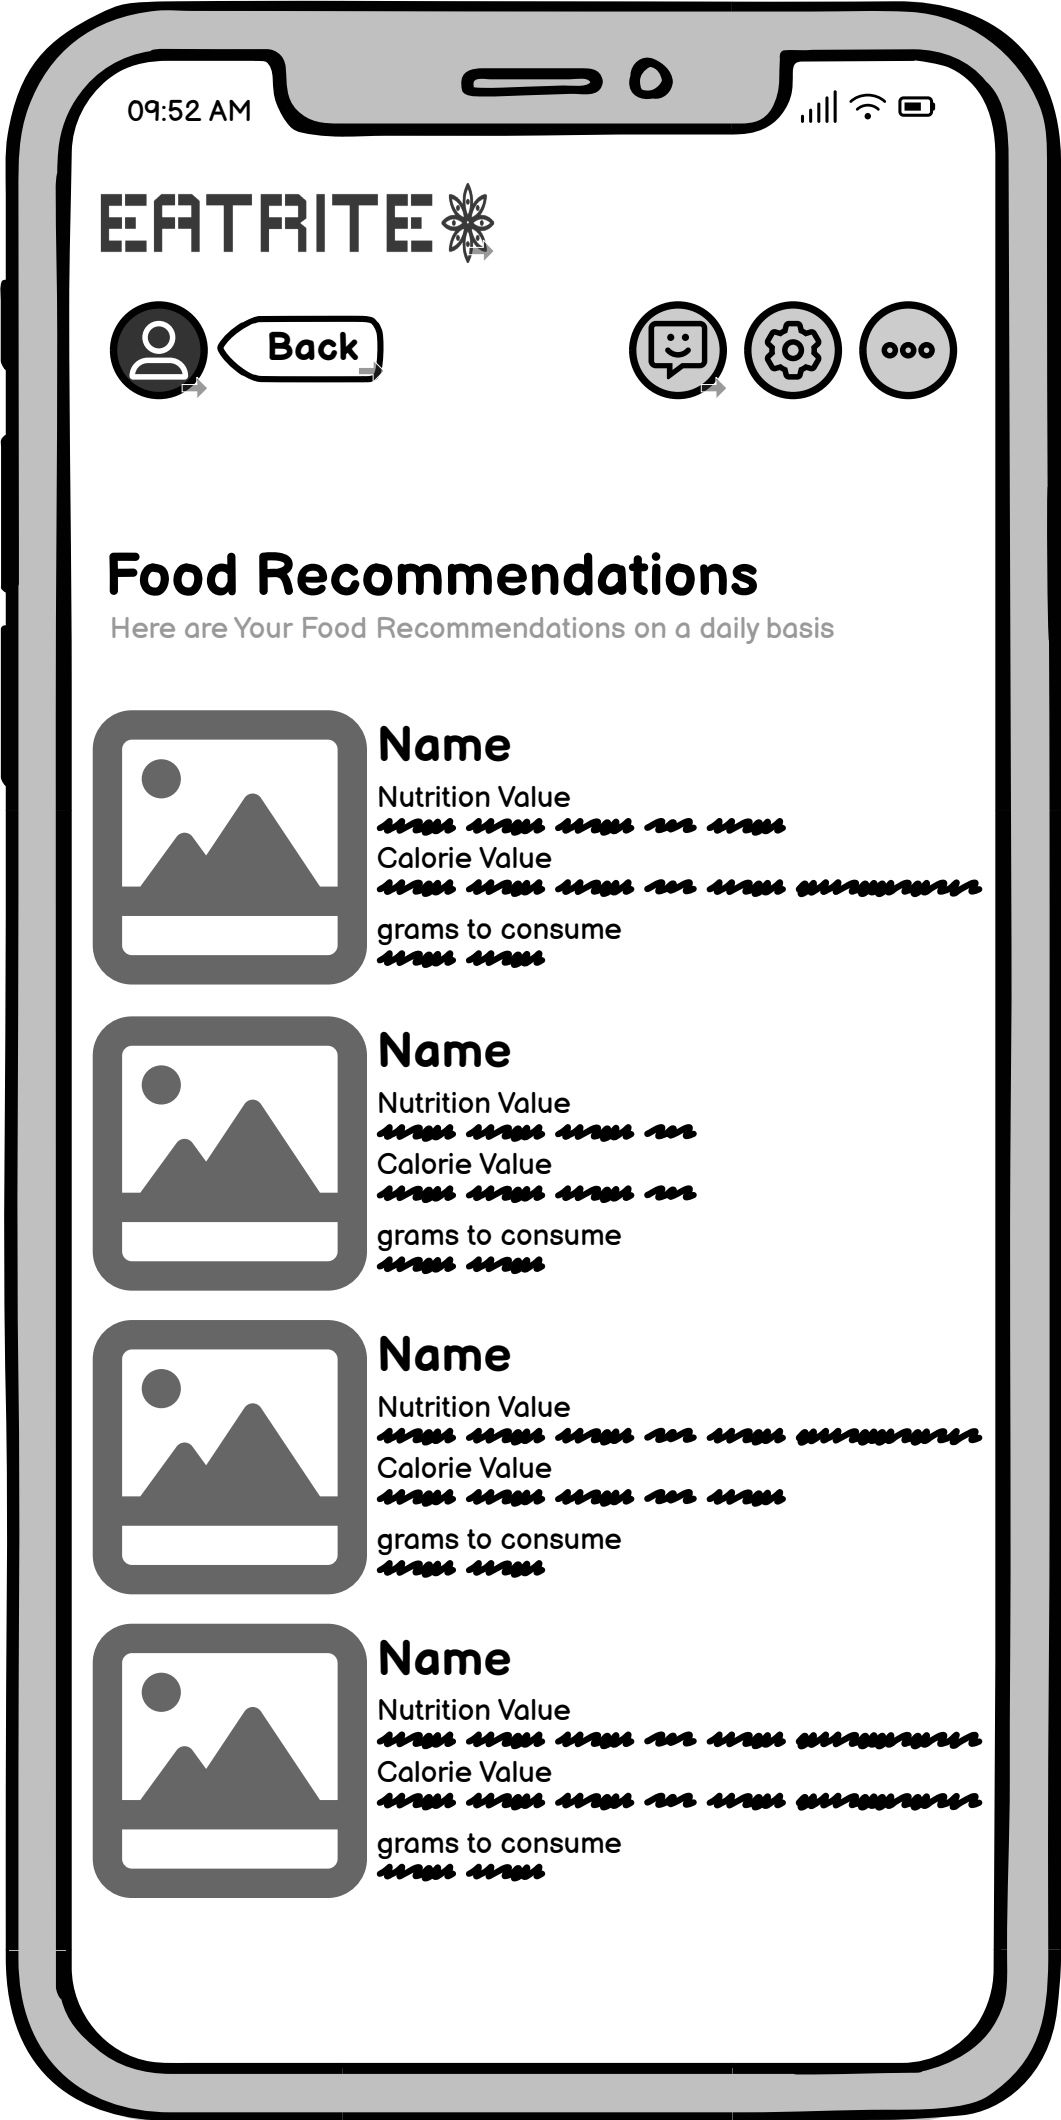 09:52 AM
EATRITE
Back
Food Recommendations
Here are Your Food Recommendations on a daily basis
Name
Nutrition Value
Calorie Value
grams to consume
Name
Nutrition Value
Calorie Value
grams to consume
Name
Nutrition Value
Calorie Value
grams to consume
Name
Nutrition Value
Calorie Value
grams to consume